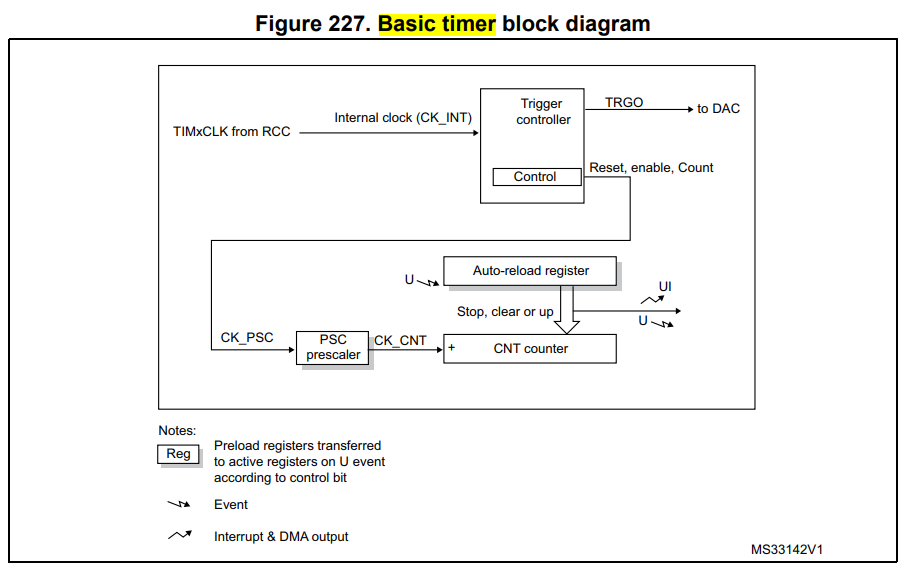 Figure 227. Basic timer block diagram
Trigger
controller
TRGO
to DAC
Internal clock (CK_INT)
TIMxCLK from RCC
Control
Reset, enable, Count
Auto-reload register
U
UI
Stop, clear or up
U
CK_PSC
PSC
prescaler
CK_CNT
+
CNT counter
Notes:
Reg
Preload registers transferred
to active registers on U event
according to control bit
Event
Interrupt & DMA output
MS33142V1